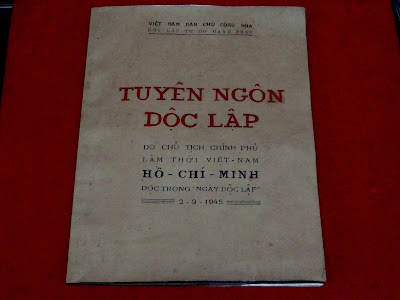 VIỆT NAM DÂN CHỦ CỘNG HÒA
ĐỘC LẬP TỰ DO HẠNH PHÚC
TUYÊN NGÔN
ĐỘC LẬP
DO CHỦ TỊCH CHÍNH PHỦ
LÂM THỜI VIỆT-NAM
HỒ-CHÍ-MINH
ĐỌC TRONG "NGÀY ĐỘC LẬP"
2-9-1945